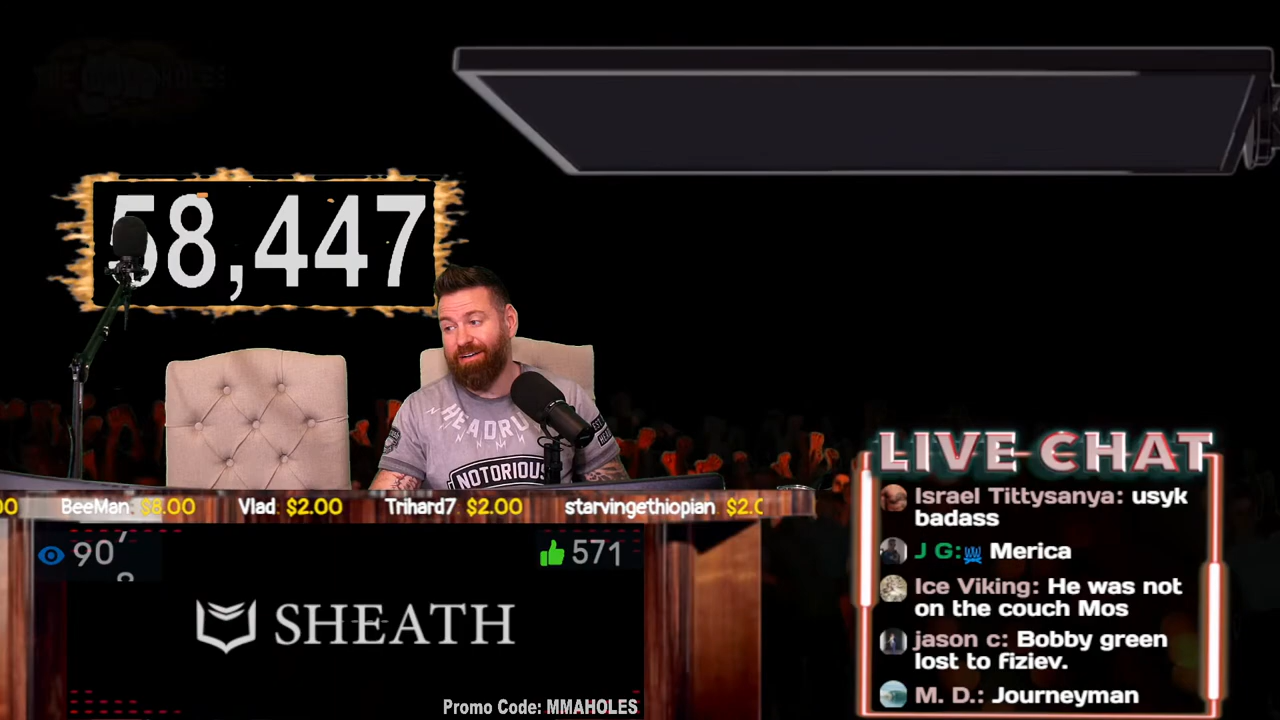 58,447
HEADRU
NOTORIOUS
BeeMan $8.00 Vlad $2.00 Trihard7 $2.00 starvingethiopian
LIVE CHAT
Israel Tittysanya: usyk
badass
J G: Merica
Ice Viking: He was not
on the couch Mos
jason c: Bobby green
lost to fiziev.
M. D.: Journeyman
90
571
SHEATH
Promo Code: MMAHOLES